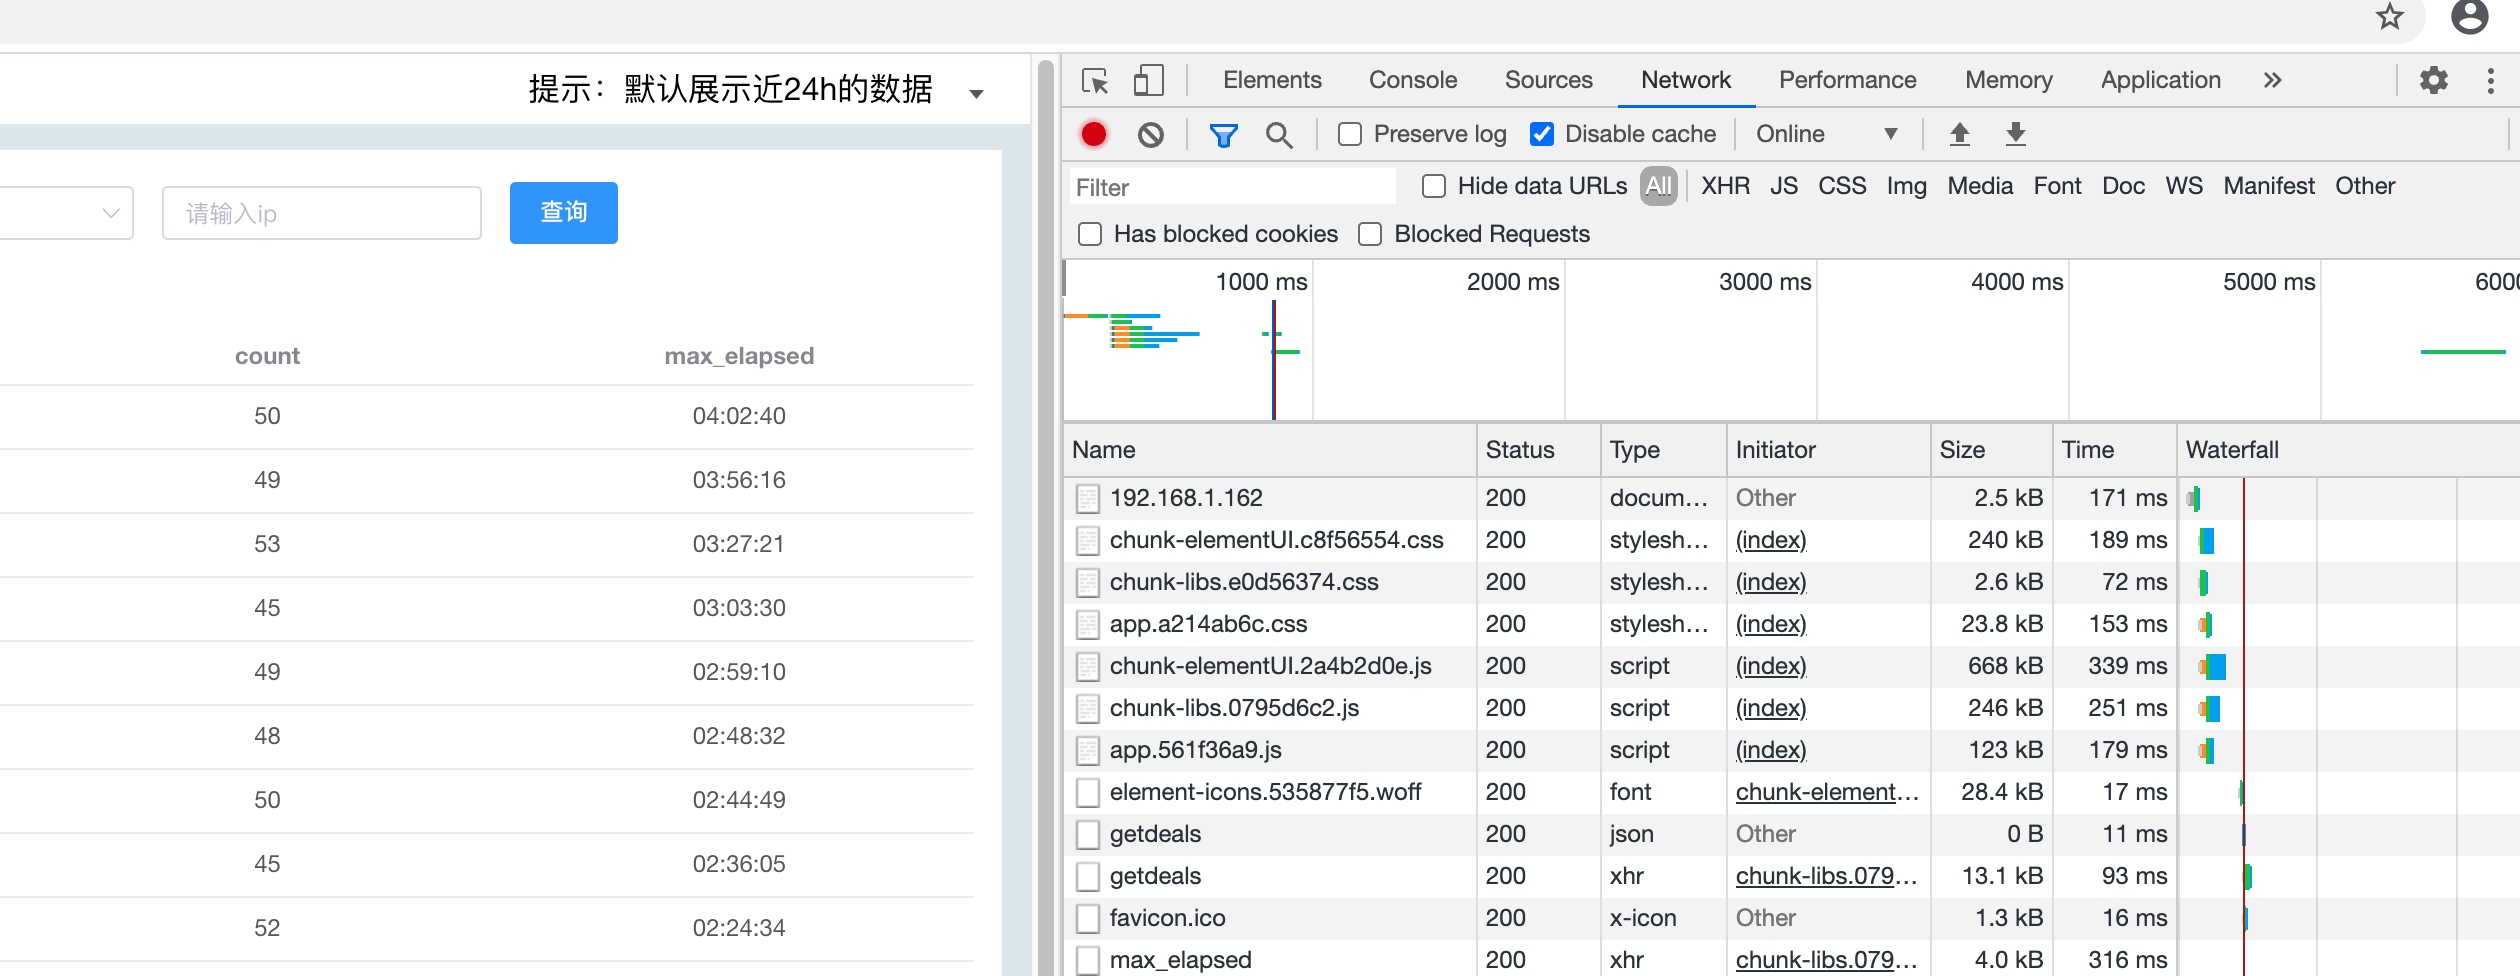 提示：默认展示近24h的数据
请输入ip
查询
count max_elapsed
50 04:02:40
49 03:56:16
53 03:27:21
45 03:03:30
49 02:59:10
48 02:48:32
50 02:44:49
45 02:36:05
52 02:24:34
Elements Console Sources Network Performance Memory Application
Preserve log Disable cache Online
Filter Hide data URLs All XHR JS CSS Img Media Font Doc WS Manifest Other
Has blocked cookies Blocked Requests
1000 ms 2000 ms 3000 ms 4000 ms 5000 ms
Name Status Type Initiator Size Time Waterfall
192.168.1.162 200 docum… Other 2.5 kB 171 ms
chunk-elementUI.c8f56554.css 200 stylesh… (index) 240 kB 189 ms
chunk-libs.e0d56374.css 200 stylesh… (index) 2.6 kB 72 ms
app.a214ab6c.css 200 stylesh… (index) 23.8 kB 153 ms
chunk-elementUI.2a4b2d0e.js 200 script (index) 668 kB 339 ms
chunk-libs.0795d6c2.js 200 script (index) 246 kB 251 ms
app.561f36a9.js 200 script (index) 123 kB 179 ms
element-icons.535877f5.woff 200 font chunk-element… 28.4 kB 17 ms
getdeals 200 json Other 0 B 11 ms
getdeals 200 xhr chunk-libs.079… 13.1 kB 93 ms
favicon.ico 200 x-icon Other 1.3 kB 16 ms
max_elapsed 200 xhr chunk-libs.079… 4.0 kB 316 ms